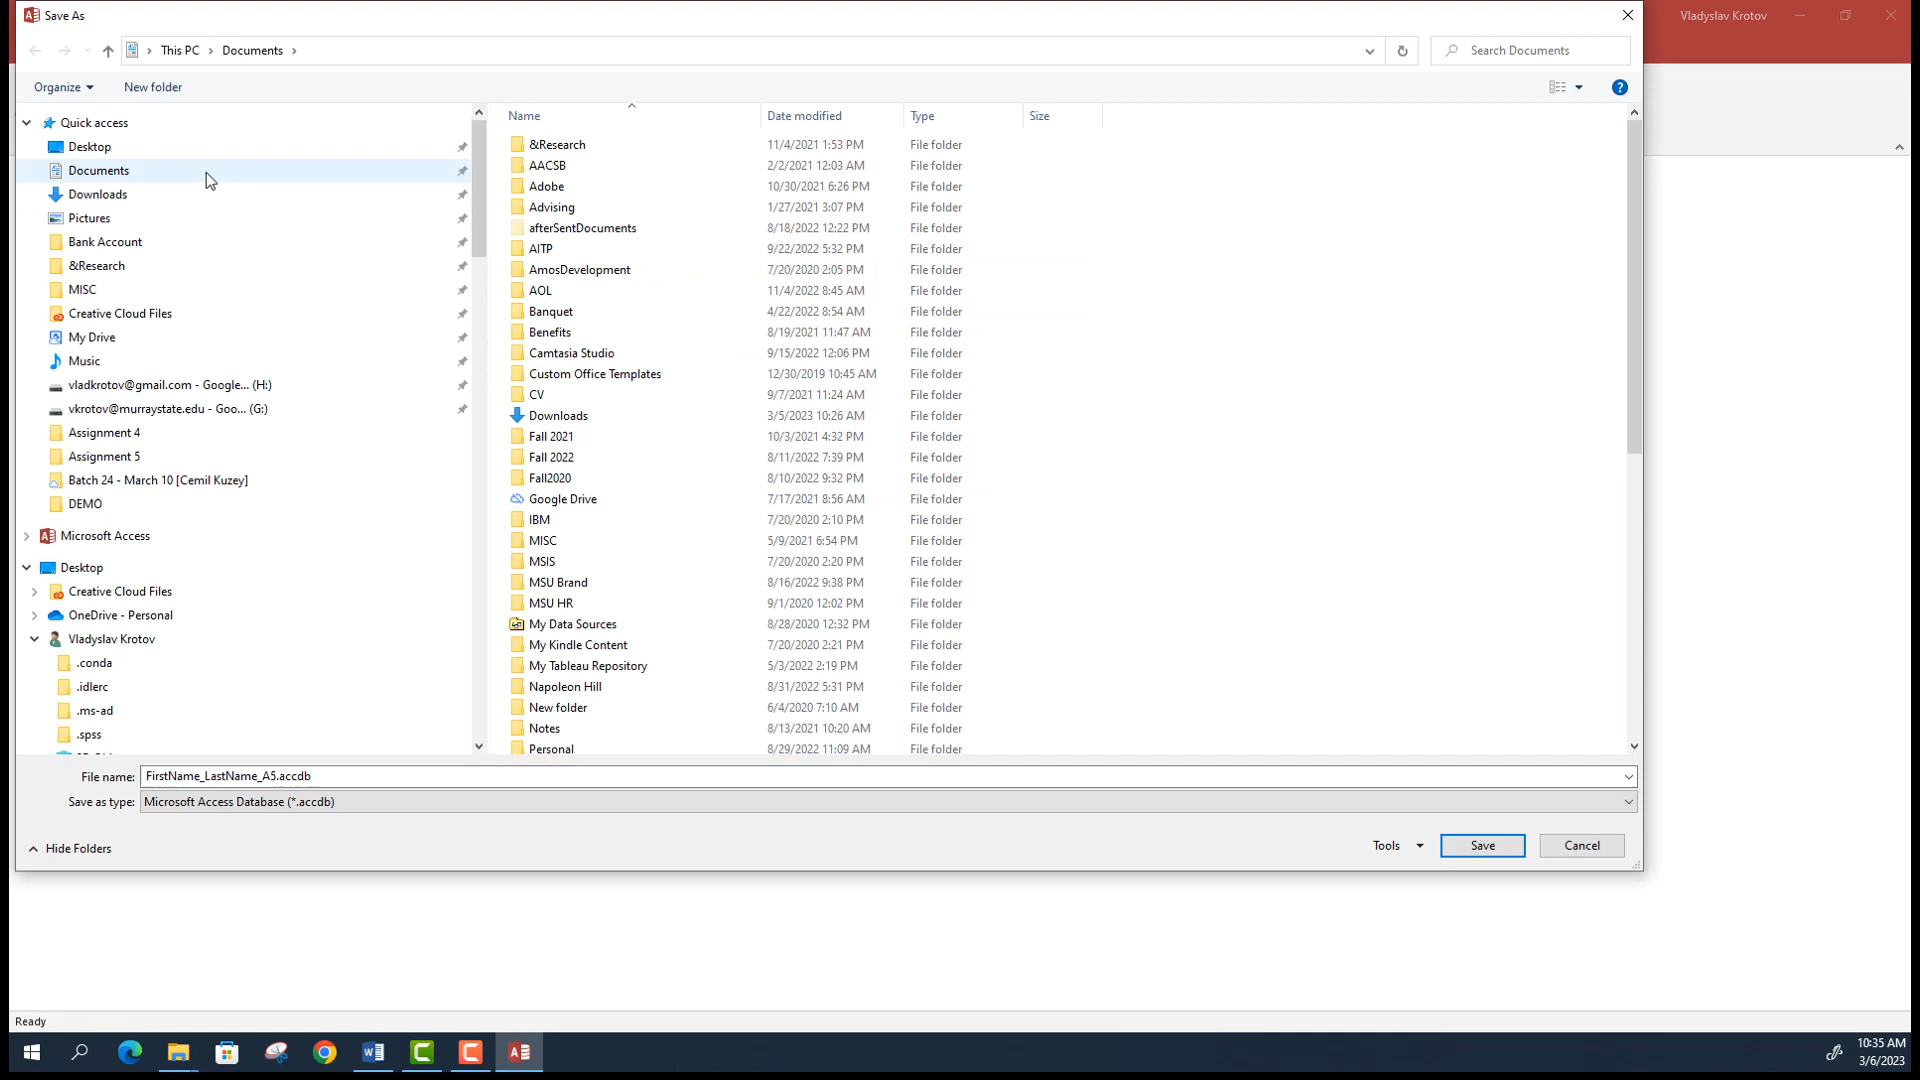 Save As
Vladyslav Krotov
This PC > Documents >
Search Documents
Organize
New folder
Quick access
Desktop
Documents
Downloads
Pictures
Bank Account
&Research
MISC
Creative Cloud Files
My Drive
Music
vladkrotov@gmail.com - Google... (H:)
vkrotov@murraystate.edu - Goo... (G:)
Assignment 4
Assignment 5
Batch 24 - March 10 [Cemil Kuzey]
DEMO
Microsoft Access
Desktop
Creative Cloud Files
OneDrive - Personal
Vladyslav Krotov
.conda
.idlerc
.ms-ad
.spss
Name Date modified Type Size
&Research 11/4/2021 1:53 PM File folder
AACSB 2/2/2021 12:03 AM File folder
Adobe 10/30/2021 6:26 PM File folder
Advising 1/27/2021 3:07 PM File folder
afterSentDocuments 8/18/2022 12:22 PM File folder
AITP 9/22/2022 5:32 PM File folder
AmosDevelopment 7/20/2020 2:05 PM File folder
AOL 11/4/2022 8:45 AM File folder
Banquet 4/22/2022 8:54 AM File folder
Benefits 8/19/2021 11:47 AM File folder
Camtasia Studio 9/15/2022 12:06 PM File folder
Custom Office Templates 12/30/2019 10:45 AM File folder
CV 9/7/2021 11:24 AM File folder
Downloads 3/5/2023 10:26 AM File folder
Fall 2021 10/3/2021 4:32 PM File folder
Fall 2022 8/11/2022 7:39 PM File folder
Fall2020 8/10/2022 9:32 PM File folder
Google Drive 7/17/2021 8:56 AM File folder
IBM 7/20/2020 2:10 PM File folder
MISC 5/9/2021 6:54 PM File folder
MSIS 7/20/2020 2:20 PM File folder
MSU Brand 8/16/2022 9:38 PM File folder
MSU HR 9/1/2020 12:02 PM File folder
My Data Sources 8/28/2020 12:32 PM File folder
My Kindle Content 7/20/2020 2:21 PM File folder
My Tableau Repository 5/3/2022 2:19 PM File folder
Napoleon Hill 8/31/2022 5:31 PM File folder
New folder 6/4/2020 7:10 AM File folder
Notes 8/13/2021 10:20 AM File folder
Personal 8/29/2022 11:09 AM File folder
File name: FirstName_LastName_A5.accdb
Save as type: Microsoft Access Database (*.accdb)
Hide Folders
Tools
Save
Cancel
Ready
10:35 AM
3/6/2023